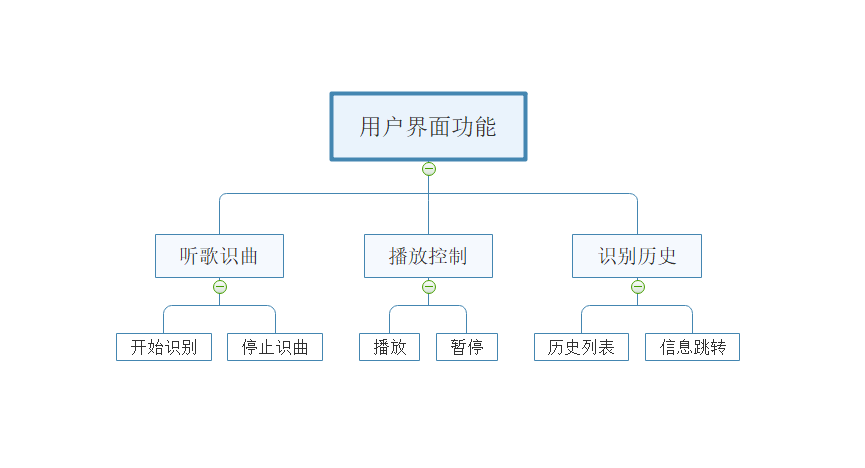 用户界面功能
听歌识曲
播放控制
识别历史
开始识别
停止识曲
播放
暂停
历史列表
信息跳转